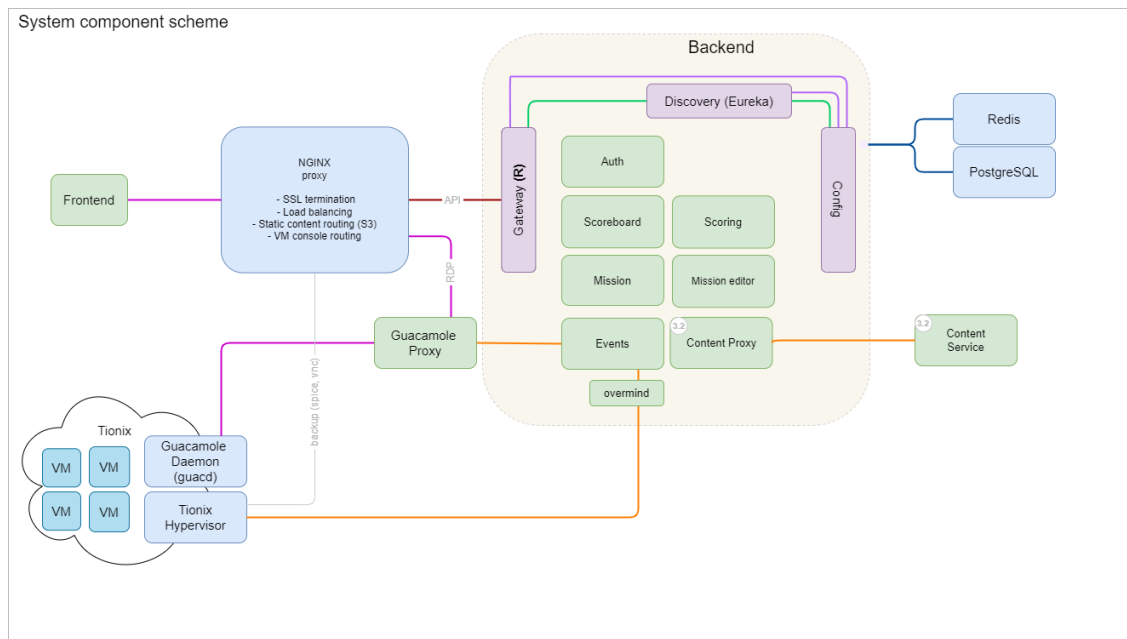 System component scheme
Backend
Discovery (Eureka)
Redis
PostgreSQL
NGINX
proxy
- SSL termination
- Load balancing
- Static content routing (S3)
- VM console routing
Frontend
API
Gateway (R)
Auth
Config
Scoreboard
Scoring
RDP
Mission
Mission editor
Guacamole
Proxy
Events
3.2
Content Proxy
3.2
Content
Service
overmind
backup (spice, vnc)
Tionix
VM
VM
VM
VM
Guacamole
Daemon
(guacd)
Tionix
Hypervisor